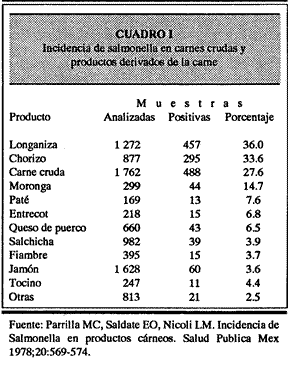 CUADRO I
Incidencia de salmonella en carnes crudas y
productos derivados de la carne
M u e s t r a s
Producto Analizadas Positivas Porcentaje
Longaniza 1 272 457 36.0
Chorizo 877 295 33.6
Carne cruda 1 762 488 27.6
Moronga 299 44 14.7
Paté 169 13 7.6
Entrecot 218 15 6.8
Queso de puerco 660 43 6.5
Salchicha 982 39 3.9
Fiambre 395 15 3.7
Jamón 1 628 60 3.6
Tocino 247 11 4.4
Otras 813 21 2.5
Fuente: Parrilla MC, Saldate EO, Nicoli LM. Incidencia de
Salmonella en productos cárneos. Salud Publica Mex
1978;20:569-574.